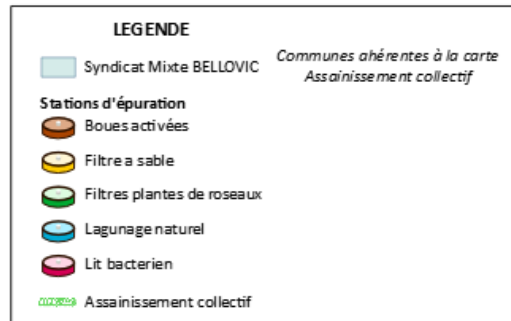 LEGENDE
Syndicat Mixte BELLOVIC
Communes ahérentes à la carte
Assainissement collectif
Stations d'épuration
Boues activées
Filtre a sable
Filtres plantes de roseaux
Lagunage naturel
Lit bacterien
Assainissement collectif